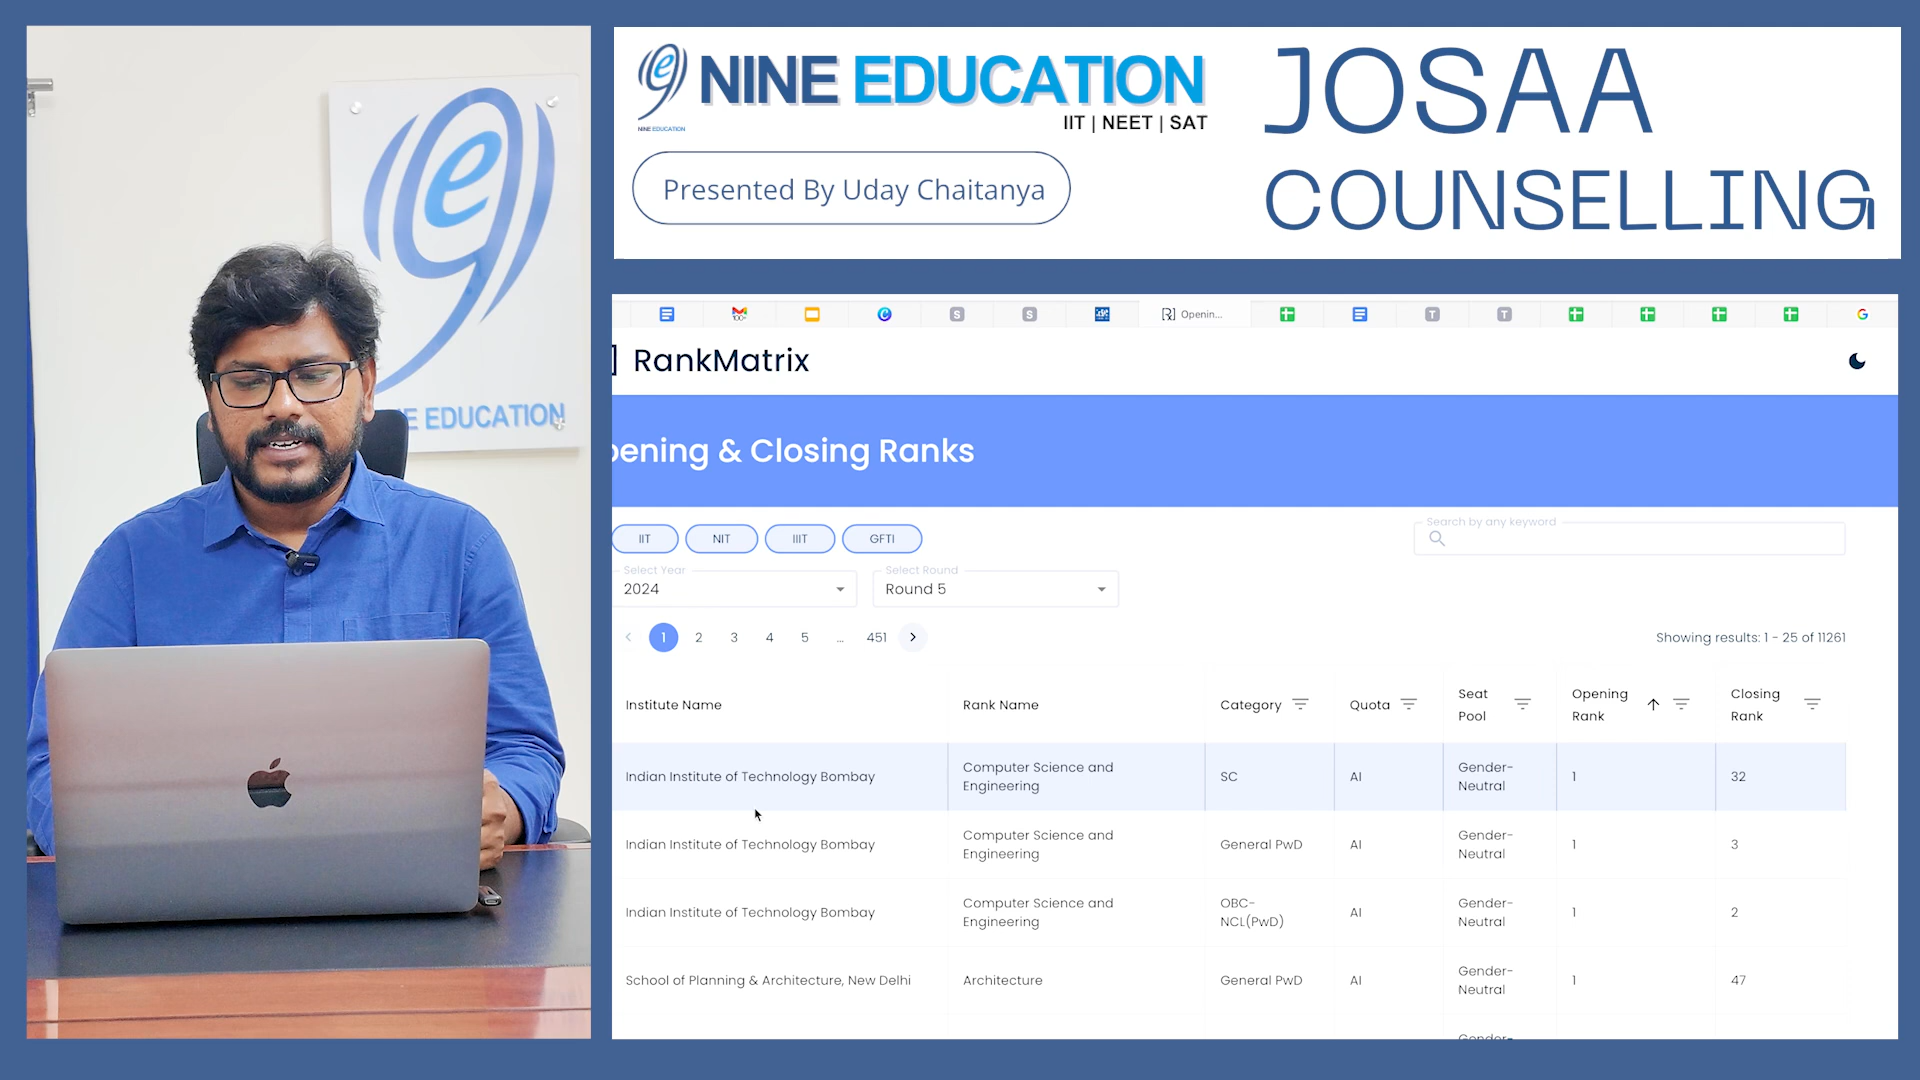 e
NINE EDUCATION
NINE EDUCATION
IIT | NEET | SAT
Presented By Uday Chaitanya
JOSAA
COUNSELLING
e
E EDUCATION
Openin...
RankMatrix
pening & Closing Ranks
IIT NIT IIIT GFTI
Search by any keyword
Select Year Select Round
2024 Round 5
1 2 3 4 5 ... 451
Showing results: 1 - 25 of 11261
Institute Name Rank Name Category Quota Seat Pool Opening Rank Closing Rank
Indian Institute of Technology Bombay Computer Science and Engineering SC AI Gender-Neutral 1 32
Indian Institute of Technology Bombay Computer Science and Engineering General PwD AI Gender-Neutral 1 3
Indian Institute of Technology Bombay Computer Science and Engineering OBC-NCL(PwD) AI Gender-Neutral 1 2
School of Planning & Architecture, New Delhi Architecture General PwD AI Gender-Neutral 1 47
Gender-